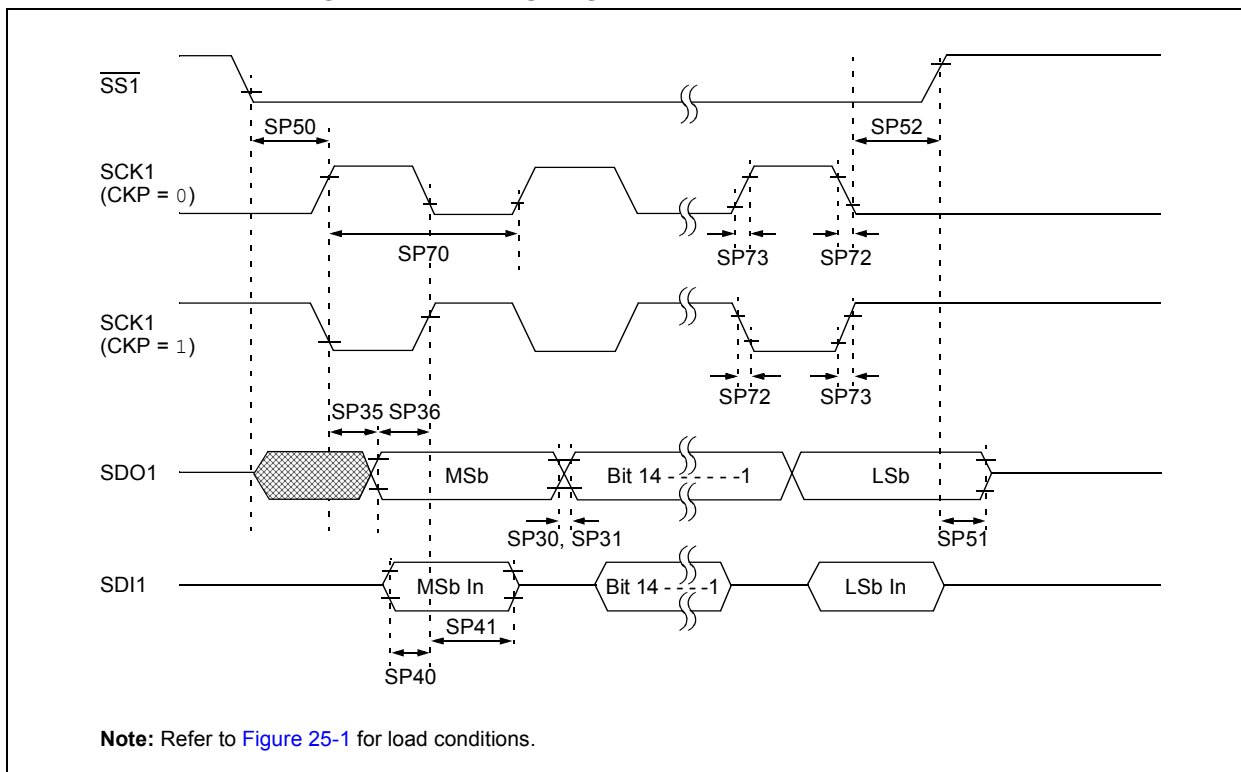 SS1
SP50
SP52
SCK1
(CKP = 0)
SP70
SP73
SP72
SCK1
(CKP = 1)
SP72
SP73
SP35 SP36
SDO1
MSb
Bit 14 - - - - - -1
LSb
SP30, SP31
SP51
SDI1
MSb In
Bit 14 - - - -1
LSb In
SP41
SP40
Note: Refer to Figure 25-1 for load conditions.